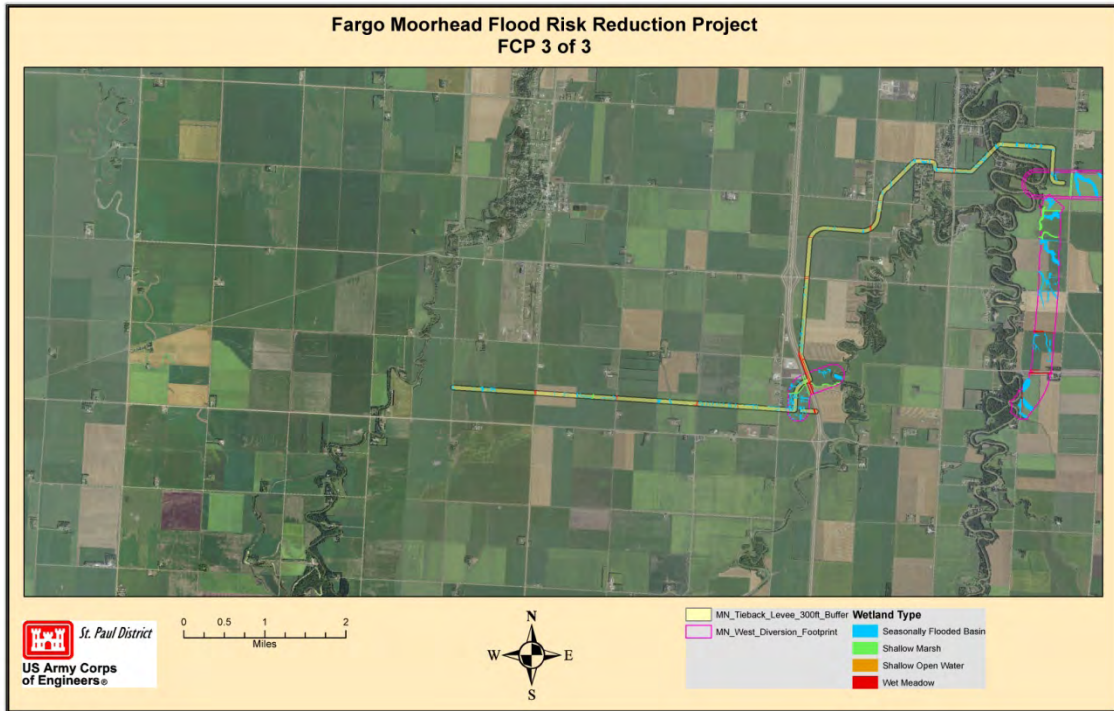 Fargo Moorhead Flood Risk Reduction Project
FCP 3 of 3
St. Paul District
US Army Corps
of Engineers®
0 0.5 1 2
Miles
N
W E
S
MN_Tieback_Levee_300ft_Buffer
MN_West_Diversion_Footprint
Wetland Type
Seasonally Flooded Basin
Shallow Marsh
Shallow Open Water
Wet Meadow